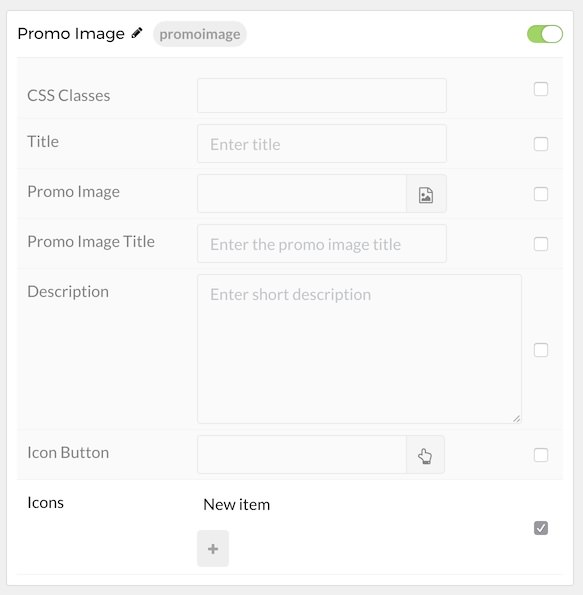 Promo Image promoimage
CSS Classes
Title Enter title
Promo Image
Promo Image Title Enter the promo image title
Description Enter short description
Icon Button
Icons New item
+